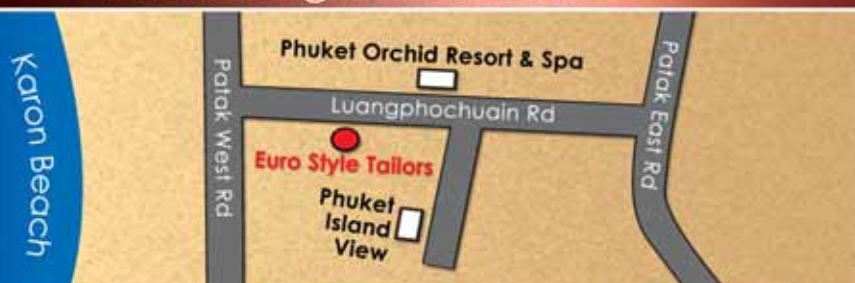 Karon Beach
Patak West Rd
Phuket Orchid Resort & Spa
Luangphochuain Rd
Patak East Rd
Euro Style Tailors
Phuket
Island
View